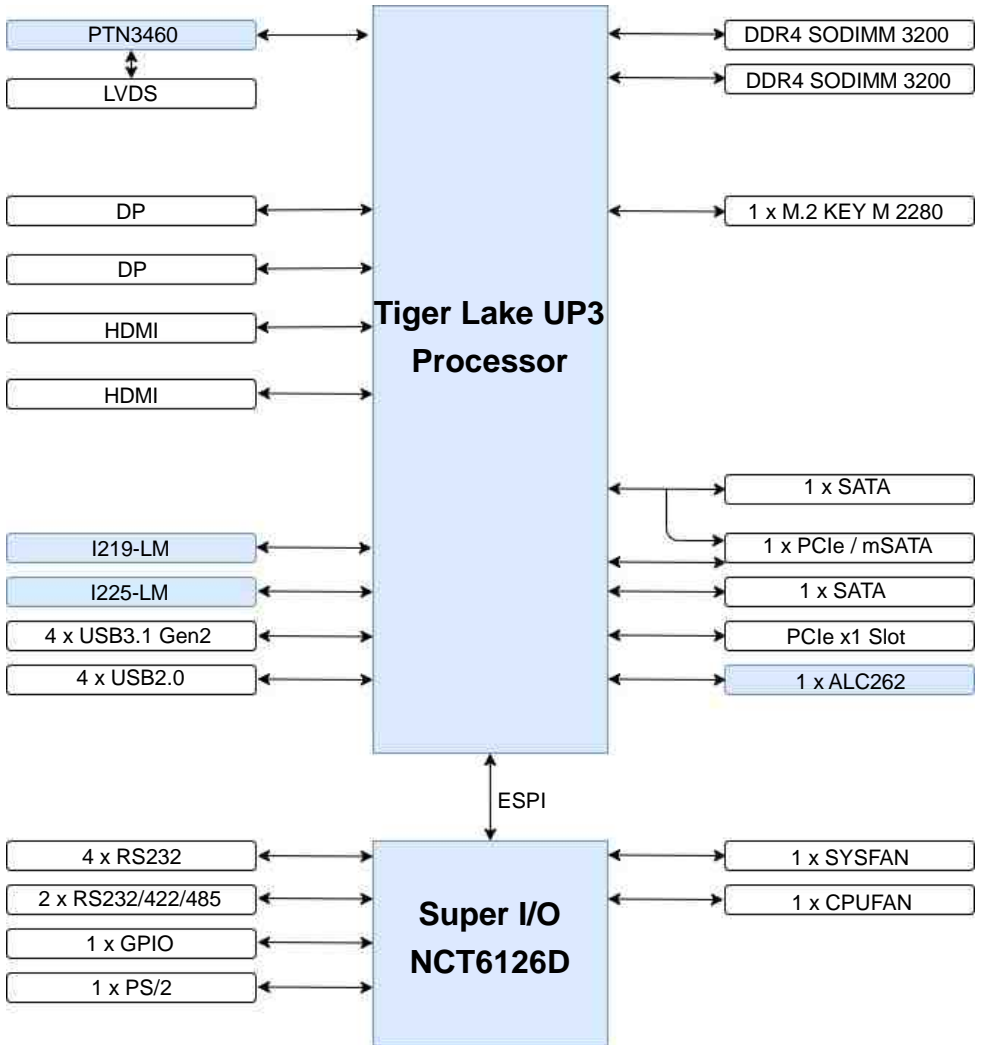 PTN3460
DDR4 SODIMM 3200
LVDS
DDR4 SODIMM 3200
DP
1 x M.2 KEY M 2280
DP
Tiger Lake UP3
Processor
HDMI
HDMI
1 x SATA
I219-LM
1 x PCIe / mSATA
I225-LM
1 x SATA
4 x USB3.1 Gen2
PCIe x1 Slot
4 x USB2.0
1 x ALC262
ESPI
4 x RS232
1 x SYSFAN
2 x RS232/422/485
1 x CPUFAN
Super I/O
NCT6126D
1 x GPIO
1 x PS/2